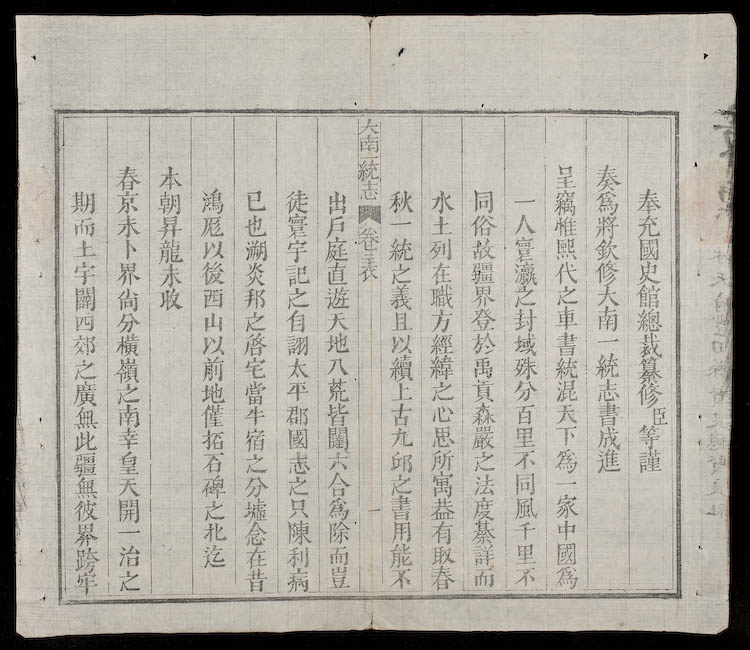 奉充國史館總裁纂修臣等謹
奏爲將欽修大南一統志書成進
呈竊惟熙代之車書統混天下爲一家中國爲
一人寰瀛之封域殊分百里不同風千里不
同俗故疆界登於禹貢森嚴之法度綦詳而
水土列在職方經緯之心思所寓葢有取春
秋一統之義且以續上古九邱之書用能不
大南一統志 卷之 表 一
出戶庭直遊天地八荒皆闥六合爲除而豈
徒寰宇記之自詡太平郡國志之只陳利病
已也溯炎邦之啓宅當牛宿之分墟念在昔
鴻厖以後西山以前地僅拓石碑之北迄
本朝昇龍未收
春京未卜界尙分橫嶺之南幸皇天開一治之
期而土宇闢四郊之廣無此疆無彼界跨牢